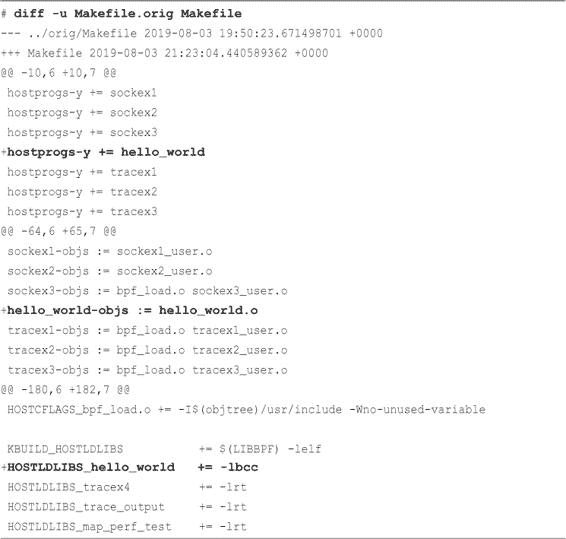 # diff -u Makefile.orig Makefile
--- ../orig/Makefile 2019-08-03 19:50:23.671498701 +0000
+++ Makefile 2019-08-03 21:23:04.440589362 +0000
@@ -10,6 +10,7 @@
 hostprogs-y += sockex1
 hostprogs-y += sockex2
 hostprogs-y += sockex3
+hostprogs-y += hello_world
 hostprogs-y += tracex1
 hostprogs-y += tracex2
 hostprogs-y += tracex3
@@ -64,6 +65,7 @@
 sockex1-objs := sockex1_user.o
 sockex2-objs := sockex2_user.o
 sockex3-objs := bpf_load.o sockex3_user.o
+hello_world-objs := hello_world.o
 tracex1-objs := bpf_load.o tracex1_user.o
 tracex2-objs := bpf_load.o tracex2_user.o
 tracex3-objs := bpf_load.o tracex3_user.o
@@ -180,6 +182,7 @@
 HOSTCFLAGS_bpf_load.o += -I$(objtree)/usr/include -Wno-unused-variable
 KBUILD_HOSTLDLIBS          += $(LIBBPF) -lelf
+HOSTLDLIBS_hello_world   += -lbcc
 HOSTLDLIBS_tracex4         += -lrt
 HOSTLDLIBS_trace_output    += -lrt
 HOSTLDLIBS_map_perf_test   += -lrt